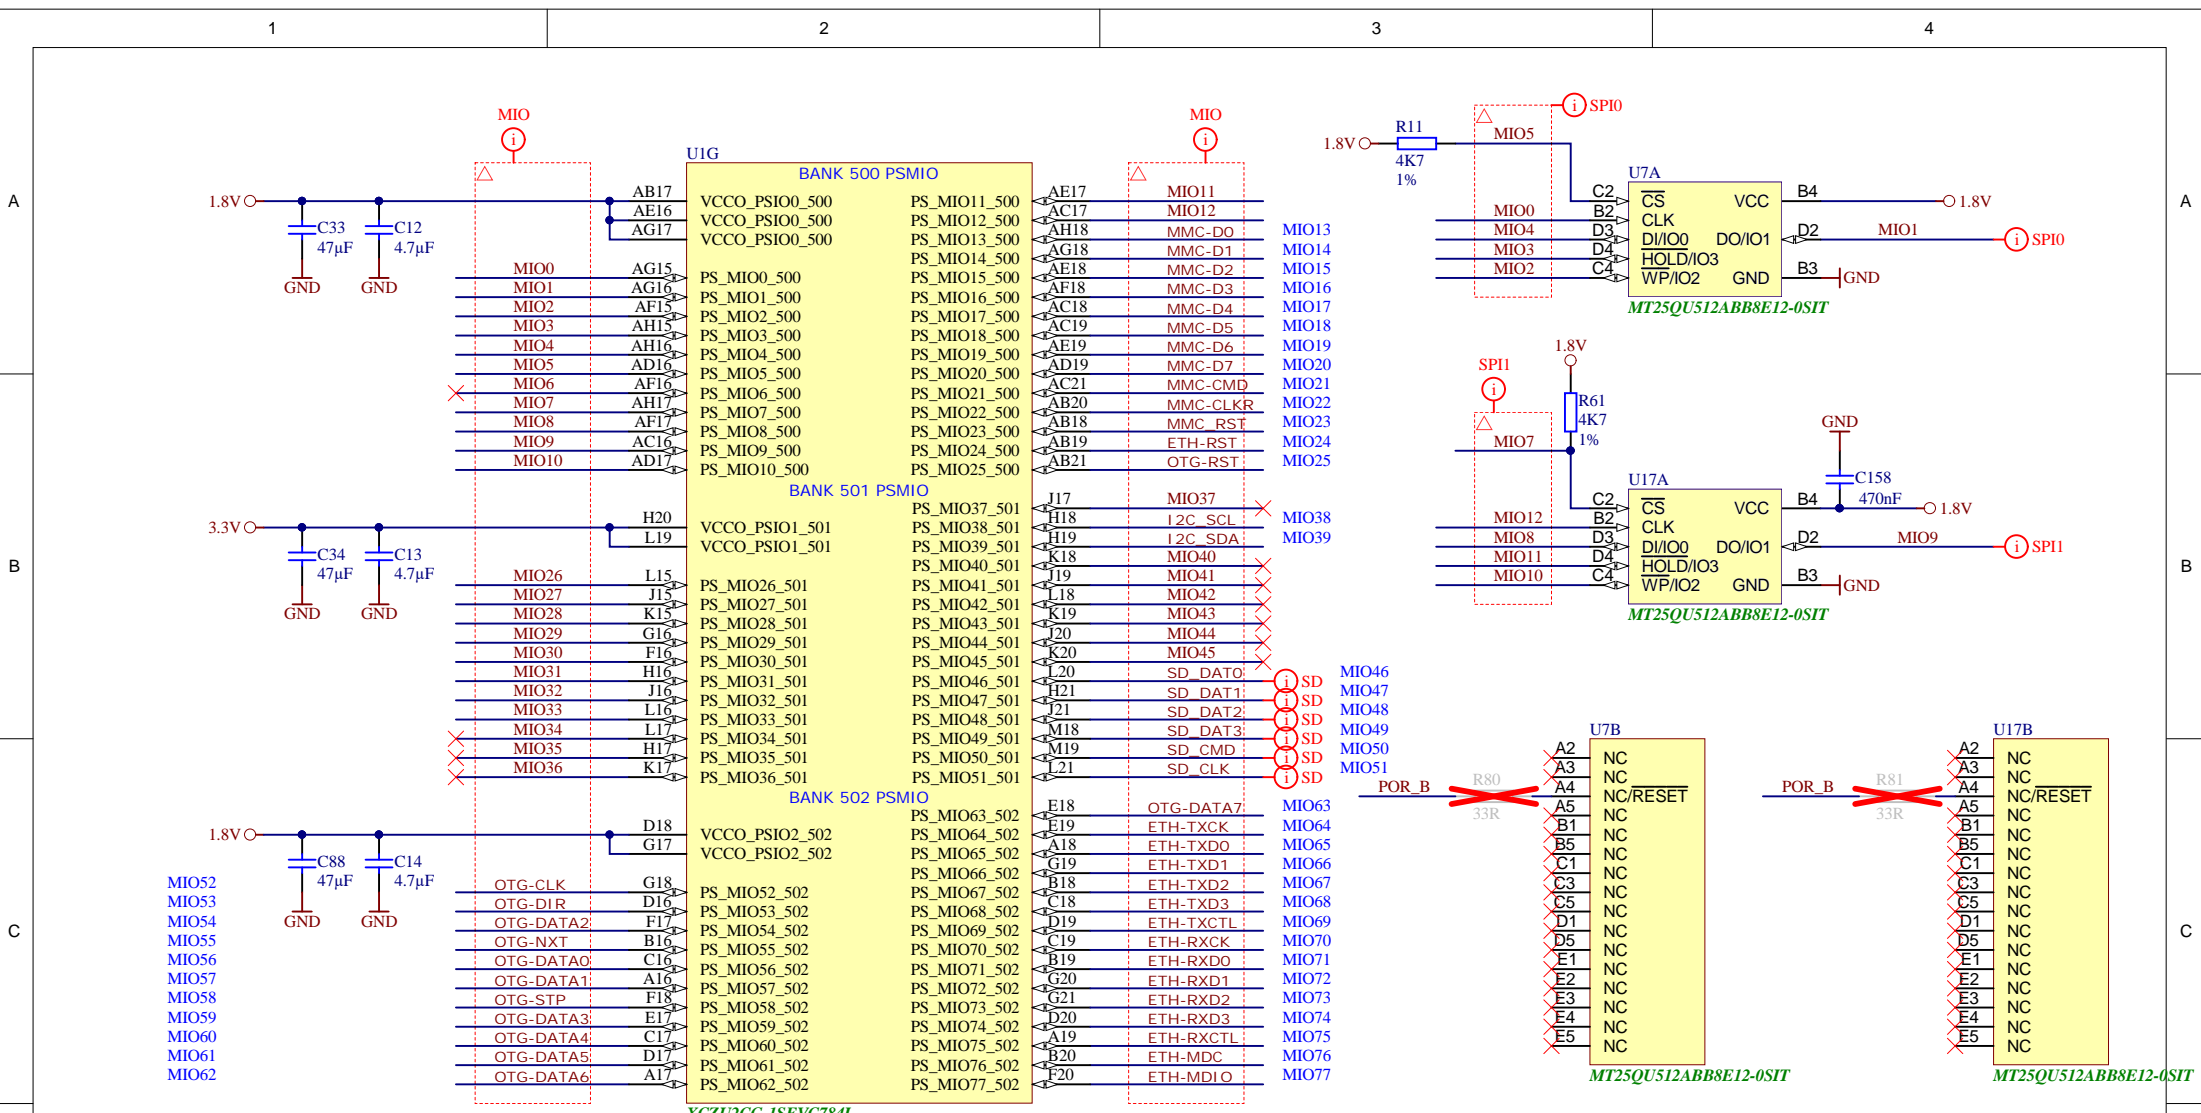 1 2 3 4
A A
B B
C C
MIO
MIO
U1G
BANK 500 PSMIO
1.8V
C33
47µF
GND
C12
4.7µF
GND
AB17 VCCO_PSIO0_500
AE16 VCCO_PSIO0_500
AG17 VCCO_PSIO0_500
MIO0 AG15 PS_MIO0_500
MIO1 AG16 PS_MIO1_500
MIO2 AF15 PS_MIO2_500
MIO3 AH15 PS_MIO3_500
MIO4 AH16 PS_MIO4_500
MIO5 AD16 PS_MIO5_500
MIO6 AF16 PS_MIO6_500
MIO7 AH17 PS_MIO7_500
MIO8 AF17 PS_MIO8_500
MIO9 AC16 PS_MIO9_500
MIO10 AD17 PS_MIO10_500
PS_MIO11_500 AE17 MIO11
PS_MIO12_500 AC17 MIO12
PS_MIO13_500 AH18 MMC-D0 MIO13
PS_MIO14_500 AG18 MMC-D1 MIO14
PS_MIO15_500 AE18 MMC-D2 MIO15
PS_MIO16_500 AF18 MMC-D3 MIO16
PS_MIO17_500 AC18 MMC-D4 MIO17
PS_MIO18_500 AC19 MMC-D5 MIO18
PS_MIO19_500 AE19 MMC-D6 MIO19
PS_MIO20_500 AD19 MMC-D7 MIO20
PS_MIO21_500 AC21 MMC-CMD MIO21
PS_MIO22_500 AB20 MMC-CLKR MIO22
PS_MIO23_500 AB18 MMC_RST MIO23
PS_MIO24_500 AB19 ETH-RST MIO24
PS_MIO25_500 AB21 OTG-RST MIO25
BANK 501 PSMIO
3.3V
C34
47µF
GND
C13
4.7µF
GND
H20 VCCO_PSIO1_501
L19 VCCO_PSIO1_501
MIO26 L15 PS_MIO26_501
MIO27 J15 PS_MIO27_501
MIO28 K15 PS_MIO28_501
MIO29 G16 PS_MIO29_501
MIO30 F16 PS_MIO30_501
MIO31 H16 PS_MIO31_501
MIO32 J16 PS_MIO32_501
MIO33 L16 PS_MIO33_501
MIO34 L17 PS_MIO34_501
MIO35 H17 PS_MIO35_501
MIO36 K17 PS_MIO36_501
PS_MIO37_501 J17 MIO37
PS_MIO38_501 H18 I2C_SCL MIO38
PS_MIO39_501 H19 I2C_SDA MIO39
PS_MIO40_501 K18 MIO40
PS_MIO41_501 J19 MIO41
PS_MIO42_501 L18 MIO42
PS_MIO43_501 K19 MIO43
PS_MIO44_501 J20 MIO44
PS_MIO45_501 K20 MIO45
PS_MIO46_501 L20 SD_DAT0 i SD MIO46
PS_MIO47_501 H21 SD_DAT1 i SD MIO47
PS_MIO48_501 J21 SD_DAT2 i SD MIO48
PS_MIO49_501 M18 SD_DAT3 i SD MIO49
PS_MIO50_501 M19 SD_CMD i SD MIO50
PS_MIO51_501 L21 SD_CLK i SD MIO51
BANK 502 PSMIO
1.8V
C88
47µF
GND
C14
4.7µF
GND
D18 VCCO_PSIO2_502
G17 VCCO_PSIO2_502
MIO52 OTG-CLK G18 PS_MIO52_502
MIO53 OTG-DIR D16 PS_MIO53_502
MIO54 OTG-DATA2 F17 PS_MIO54_502
MIO55 OTG-NXT B16 PS_MIO55_502
MIO56 OTG-DATA0 C16 PS_MIO56_502
MIO57 OTG-DATA1 A16 PS_MIO57_502
MIO58 OTG-STP F18 PS_MIO58_502
MIO59 OTG-DATA3 E17 PS_MIO59_502
MIO60 OTG-DATA4 C17 PS_MIO60_502
MIO61 OTG-DATA5 D17 PS_MIO61_502
MIO62 OTG-DATA6 A17 PS_MIO62_502
PS_MIO63_502 E18 OTG-DATA7 MIO63
PS_MIO64_502 E19 ETH-TXCK MIO64
PS_MIO65_502 A18 ETH-TXD0 MIO65
PS_MIO66_502 G19 ETH-TXD1 MIO66
PS_MIO67_502 B18 ETH-TXD2 MIO67
PS_MIO68_502 C18 ETH-TXD3 MIO68
PS_MIO69_502 D19 ETH-TXCTL MIO69
PS_MIO70_502 C19 ETH-RXCK MIO70
PS_MIO71_502 B19 ETH-RXD0 MIO71
PS_MIO72_502 G20 ETH-RXD1 MIO72
PS_MIO73_502 G21 ETH-RXD2 MIO73
PS_MIO74_502 D20 ETH-RXD3 MIO74
PS_MIO75_502 A19 ETH-RXCTL MIO75
PS_MIO76_502 B20 ETH-MDC MIO76
PS_MIO77_502 F20 ETH-MDIO MIO77
XCZU2CG-1SFVC784I
i SPI0
1.8V
R11
4K7
1%
MIO5
U7A
C2 CS VCC B4 1.8V
MIO0 B2 CLK
MIO4 D3 DI/IO0 DO/IO1 D2 MIO1 i SPI0
MIO3 D4 HOLD/IO3
MIO2 C4 WP/IO2 GND B3 GND
MT25QU512ABB8E12-0SIT
1.8V
SPI1
i
R61
4K7
1%
MIO7
GND
C158
470nF
U17A
C2 CS VCC B4 1.8V
MIO12 B2 CLK
MIO8 D3 DI/IO0 DO/IO1 D2 MIO9 i SPI1
MIO11 D4 HOLD/IO3
MIO10 C4 WP/IO2 GND B3 GND
MT25QU512ABB8E12-0SIT
U7B
A2 NC
A3 NC
POR_B R80 33R A4 NC/RESET
A5 NC
B1 NC
B5 NC
C1 NC
C3 NC
C5 NC
D1 NC
D5 NC
E1 NC
E2 NC
E3 NC
E4 NC
E5 NC
MT25QU512ABB8E12-0SIT
U17B
A2 NC
A3 NC
POR_B R81 33R A4 NC/RESET
A5 NC
B1 NC
B5 NC
C1 NC
C3 NC
C5 NC
D1 NC
D5 NC
E1 NC
E2 NC
E3 NC
E4 NC
E5 NC
MT25QU512ABB8E12-0SIT